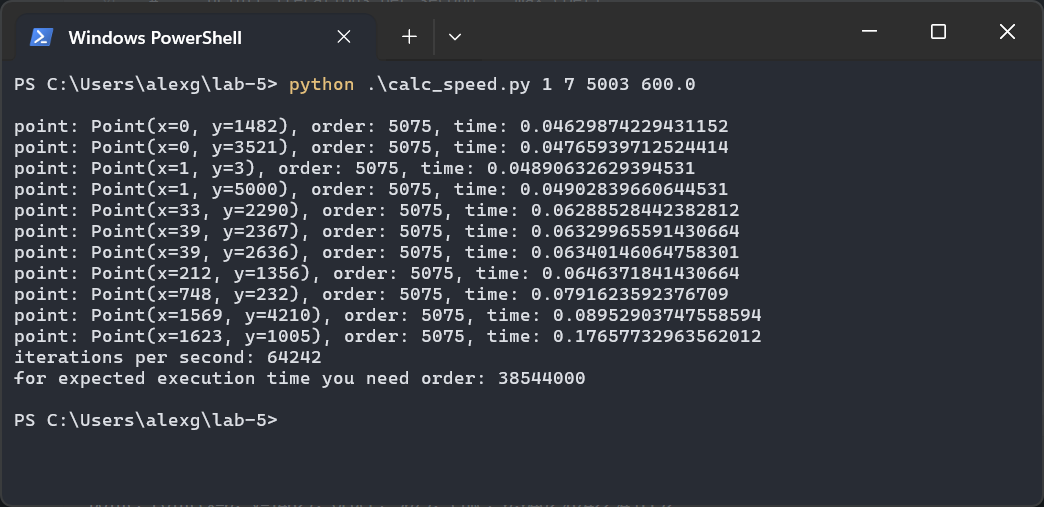 Windows PowerShell
PS C:\Users\alexg\lab-5> python .\calc_speed.py 1 7 5003 600.0
point: Point(x=0, y=1482), order: 5075, time: 0.04629874229431152
point: Point(x=0, y=3521), order: 5075, time: 0.04765939712524414
point: Point(x=1, y=3), order: 5075, time: 0.04890632629394531
point: Point(x=1, y=5000), order: 5075, time: 0.04902839660644531
point: Point(x=33, y=2290), order: 5075, time: 0.06288528442382812
point: Point(x=39, y=2367), order: 5075, time: 0.06329965591430664
point: Point(x=39, y=2636), order: 5075, time: 0.06340146064758301
point: Point(x=212, y=1356), order: 5075, time: 0.06463718414306​64
point: Point(x=748, y=232), order: 5075, time: 0.0791623592376709
point: Point(x=1569, y=4210), order: 5075, time: 0.08952903747558594
point: Point(x=1623, y=1005), order: 5075, time: 0.17657732963562012
iterations per second: 64242
for expected execution time you need order: 38544000
PS C:\Users\alexg\lab-5>